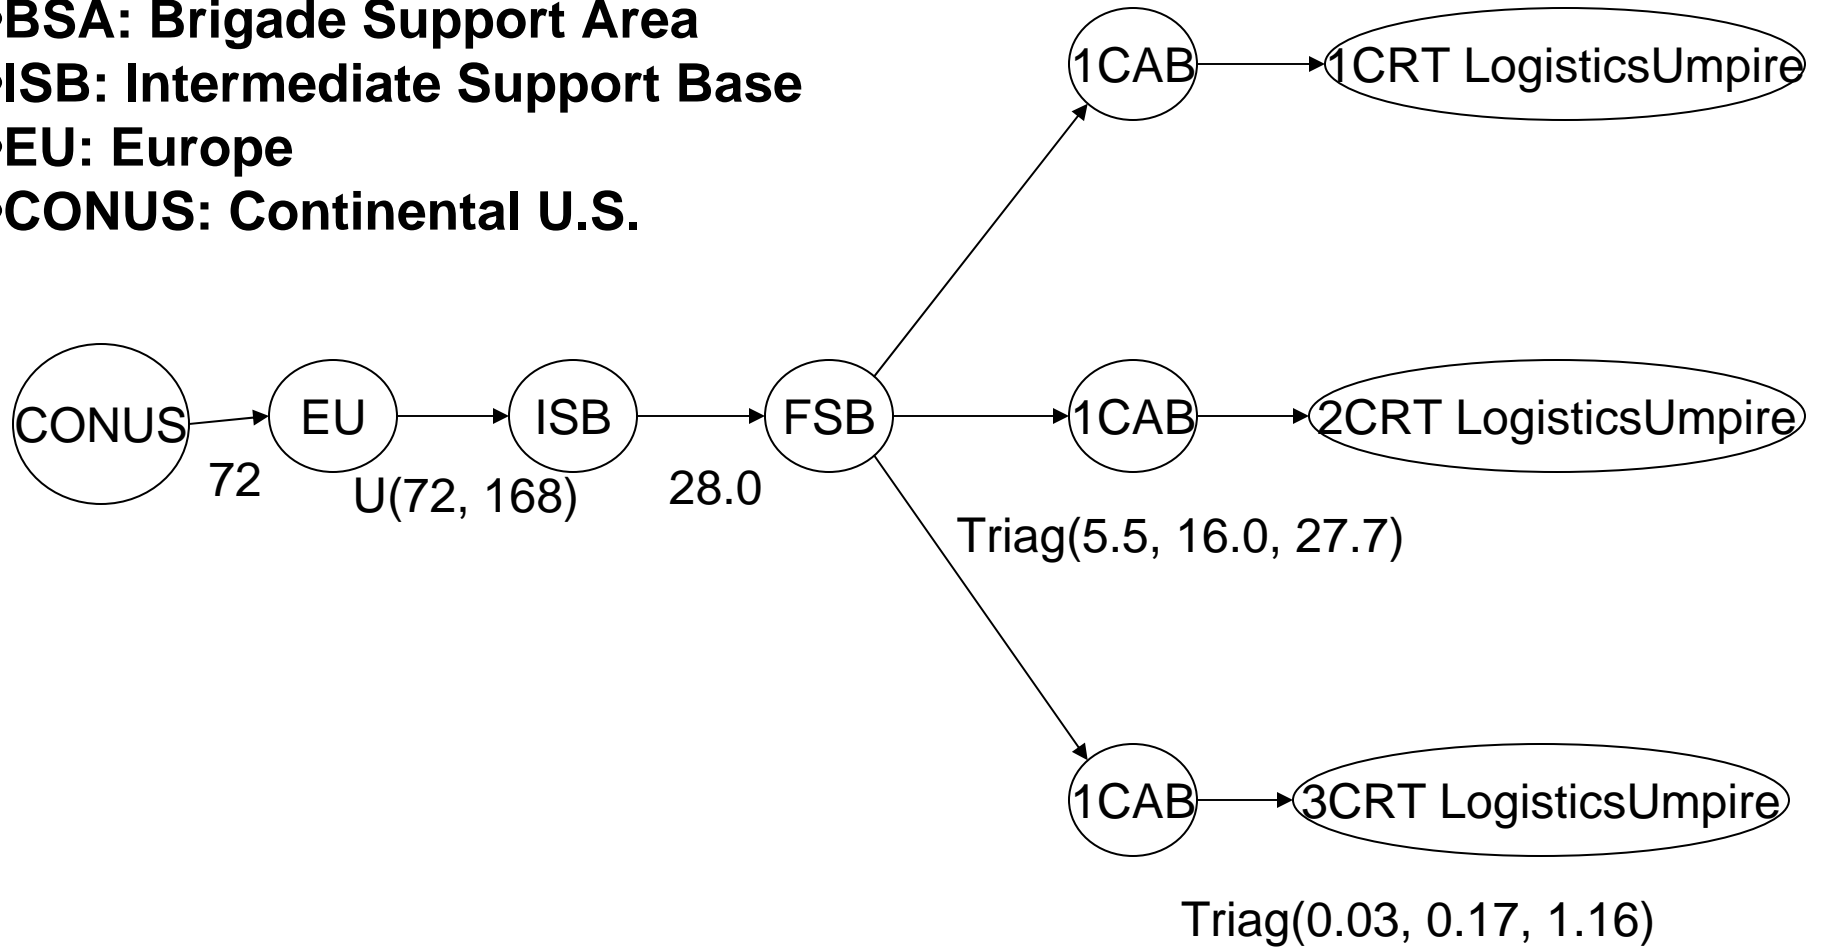 •BSA: Brigade Support Area
•ISB: Intermediate Support Base
•EU: Europe
•CONUS: Continental U.S.
1CAB
1CRT LogisticsUmpire
CONUS
EU
ISB
FSB
1CAB
2CRT LogisticsUmpire
72
U(72, 168)
28.0
Triag(5.5, 16.0, 27.7)
1CAB
3CRT LogisticsUmpire
Triag(0.03, 0.17, 1.16)